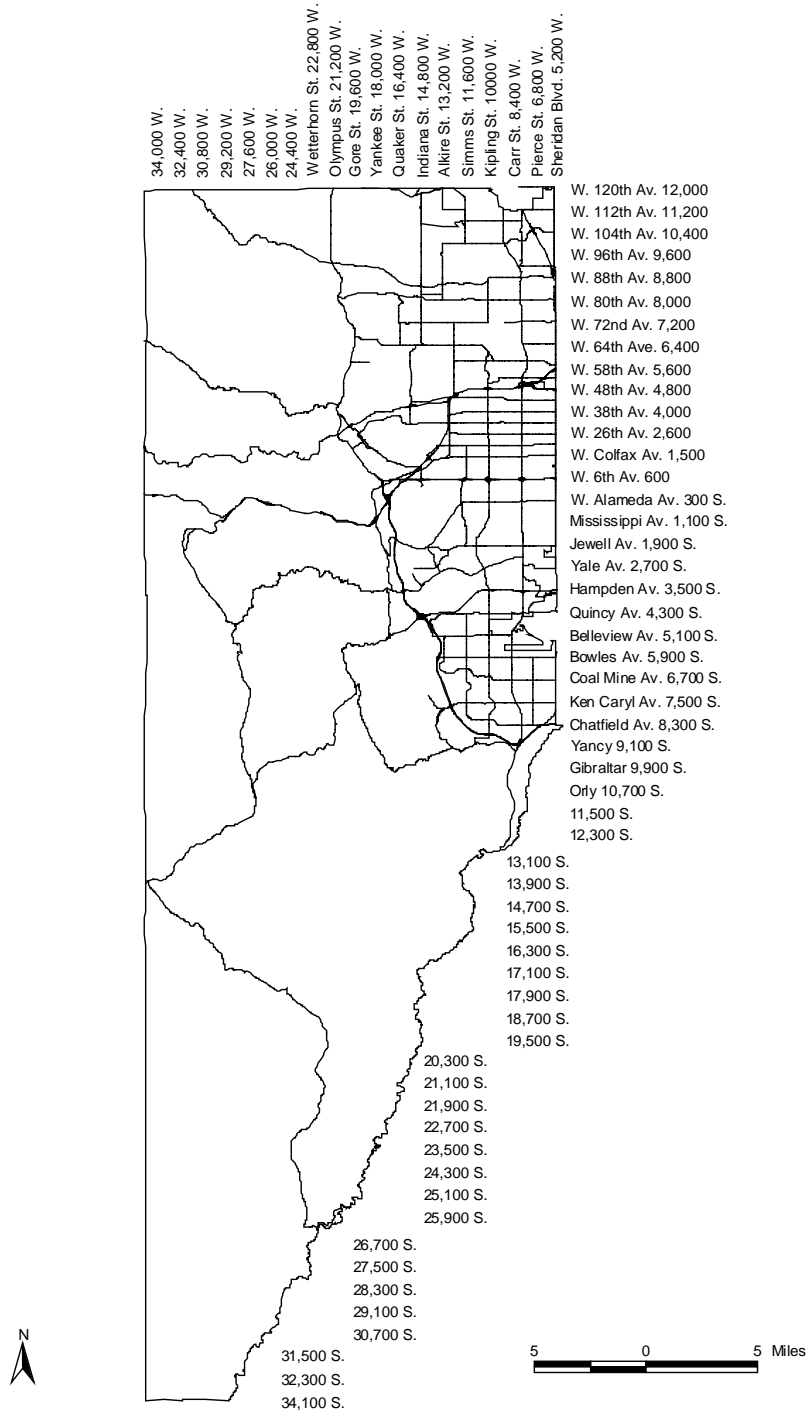 34,000 W.
32,400 W.
30,800 W.
29,200 W.
27,600 W.
26,000 W.
24,400 W.
Wetterhorn St. 22,800 W.
Olympus St. 21,200 W.
Gore St. 19,600 W.
Yankee St. 18,000 W.
Quaker St. 16,400 W.
Indiana St. 14,800 W.
Alkire St. 13,200 W.
Simms St. 11,600 W.
Kipling St. 10000 W.
Carr St. 8,400 W.
Pierce St. 6,800 W.
Sheridan Blvd. 5,200 W.
W. 120th Av. 12,000
W. 112th Av. 11,200
W. 104th Av. 10,400
W. 96th Av. 9,600
W. 88th Av. 8,800
W. 80th Av. 8,000
W. 72nd Av. 7,200
W. 64th Ave. 6,400
W. 58th Av. 5,600
W. 48th Av. 4,800
W. 38th Av. 4,000
W. 26th Av. 2,600
W. Colfax Av. 1,500
W. 6th Av. 600
W. Alameda Av. 300 S.
Mississippi Av. 1,100 S.
Jewell Av. 1,900 S.
Yale Av. 2,700 S.
Hampden Av. 3,500 S.
Quincy Av. 4,300 S.
Belleview Av. 5,100 S.
Bowles Av. 5,900 S.
Coal Mine Av. 6,700 S.
Ken Caryl Av. 7,500 S.
Chatfield Av. 8,300 S.
Yancy 9,100 S.
Gibraltar 9,900 S.
Orly 10,700 S.
11,500 S.
12,300 S.
13,100 S.
13,900 S.
14,700 S.
15,500 S.
16,300 S.
17,100 S.
17,900 S.
18,700 S.
19,500 S.
20,300 S.
21,100 S.
21,900 S.
22,700 S.
23,500 S.
24,300 S.
25,100 S.
25,900 S.
26,700 S.
27,500 S.
28,300 S.
29,100 S.
30,700 S.
31,500 S.
32,300 S.
34,100 S.
N
5 0 5 Miles